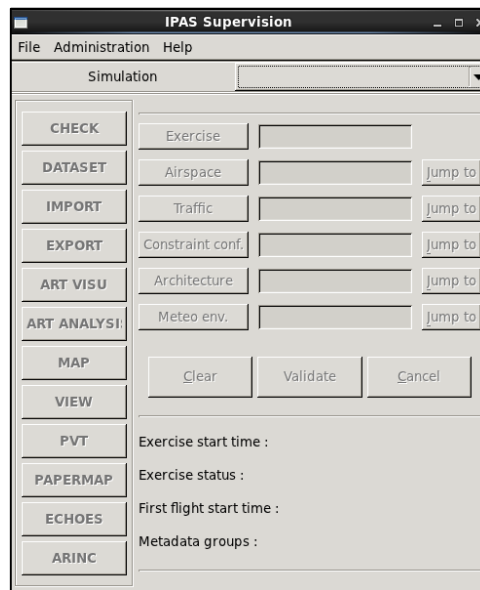 IPAS Supervision
File Administration Help
Simulation
CHECK
DATASET
IMPORT
EXPORT
ART VISU
ART ANALYSI
MAP
VIEW
PVT
PAPERMAP
ECHOES
ARINC
Exercise
Airspace Jump to
Traffic Jump to
Constraint conf. Jump to
Architecture Jump to
Meteo env. Jump to
Clear Validate Cancel
Exercise start time :
Exercise status :
First flight start time :
Metadata groups :